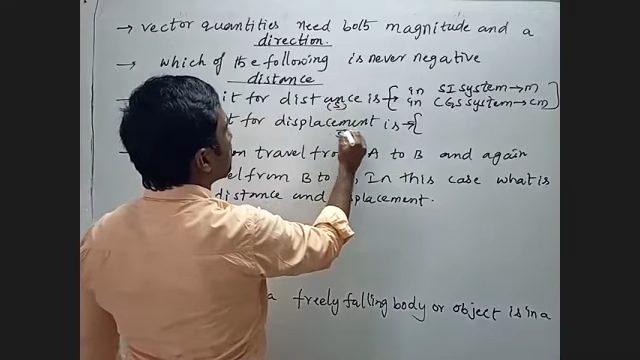 → vector quantities need both magnitude and a
direction.
→ which of the following is never negative
distance
it for distance is { in SI system → m
(s) in CGS system → cm }
t for displacement is → {
travel from A to B and again
el from B to , In this case what is
distance and isplacement.
a freely falling body or object is in a